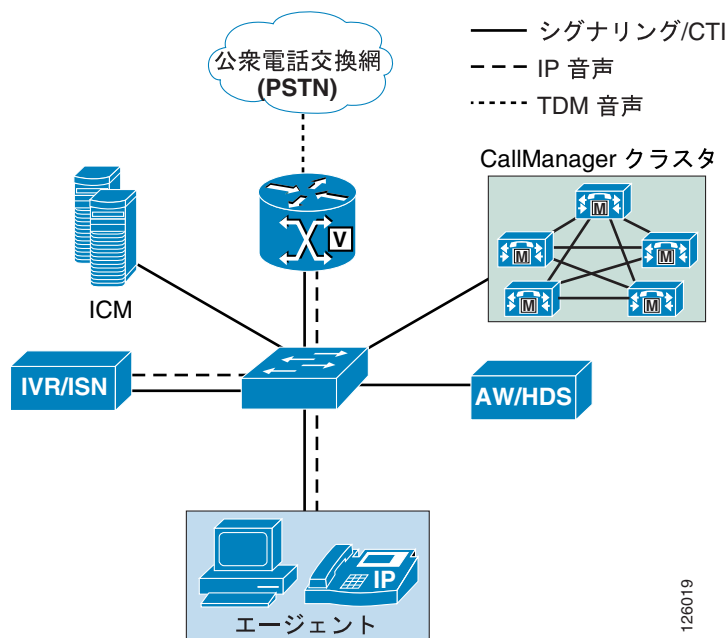 公衆電話交換網
(PSTN)
シグナリング/CTI
IP 音声
TDM 音声
CallManager クラスタ
M
M
M
M
M
V
ICM
IVR/ISN
AW/HDS
IP
エージェント
126019